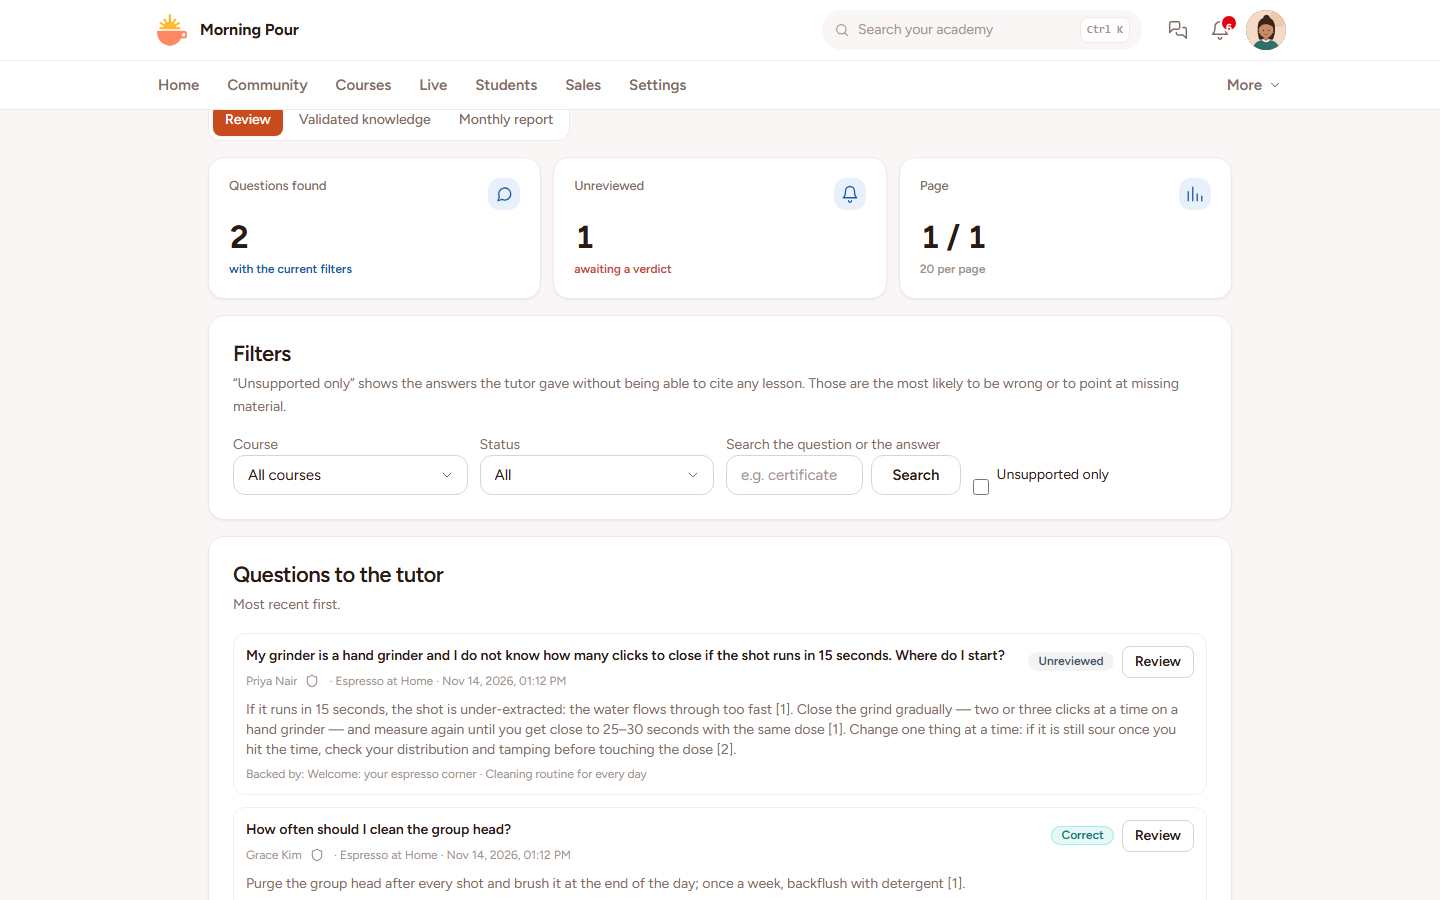 Morning Pour
Search your academy
Ctrl K
6
Home
Community
Courses
Live
Students
Sales
Settings
More
Review
Validated knowledge
Monthly report
Questions found
2
with the current filters
Unreviewed
1
awaiting a verdict
Page
1 / 1
20 per page
Filters
“Unsupported only” shows the answers the tutor gave without being able to cite any lesson. Those are the most likely to be wrong or to point at missing
material.
Course
All courses
Status
All
Search the question or the answer
e.g. certificate
Search
Unsupported only
Questions to the tutor
Most recent first.
My grinder is a hand grinder and I do not know how many clicks to close if the shot runs in 15 seconds. Where do I start?
Unreviewed
Review
Priya Nair · Espresso at Home · Nov 14, 2026, 01:12 PM
If it runs in 15 seconds, the shot is under-extracted: the water flows through too fast [1]. Close the grind gradually — two or three clicks at a time on a
hand grinder — and measure again until you get close to 25–30 seconds with the same dose [1]. Change one thing at a time: if it is still sour once you
hit the time, check your distribution and tamping before touching the dose [2].
Backed by: Welcome: your espresso corner · Cleaning routine for every day
How often should I clean the group head?
Correct
Review
Grace Kim · Espresso at Home · Nov 14, 2026, 01:12 PM
Purge the group head after every shot and brush it at the end of the day; once a week, backflush with detergent [1].